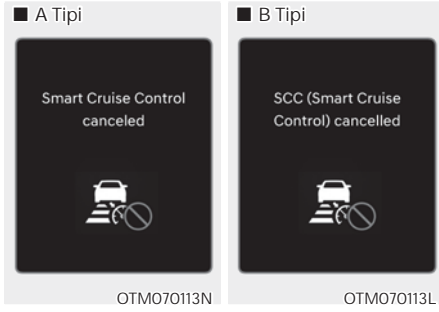 ■ A Tipi
Smart Cruise Control
canceled
OTM070113N
■ B Tipi
SCC (Smart Cruise
Control) cancelled
OTM070113L